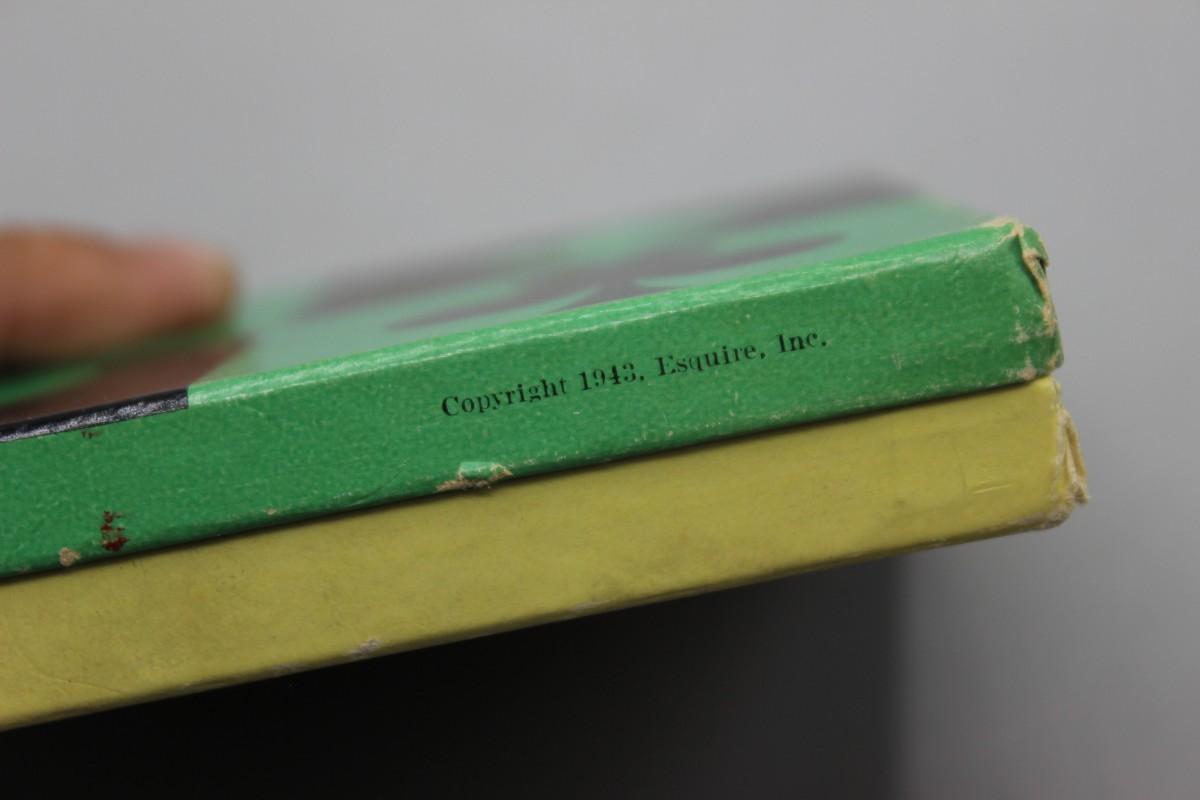 Copyright 1943, Esquire, Inc.